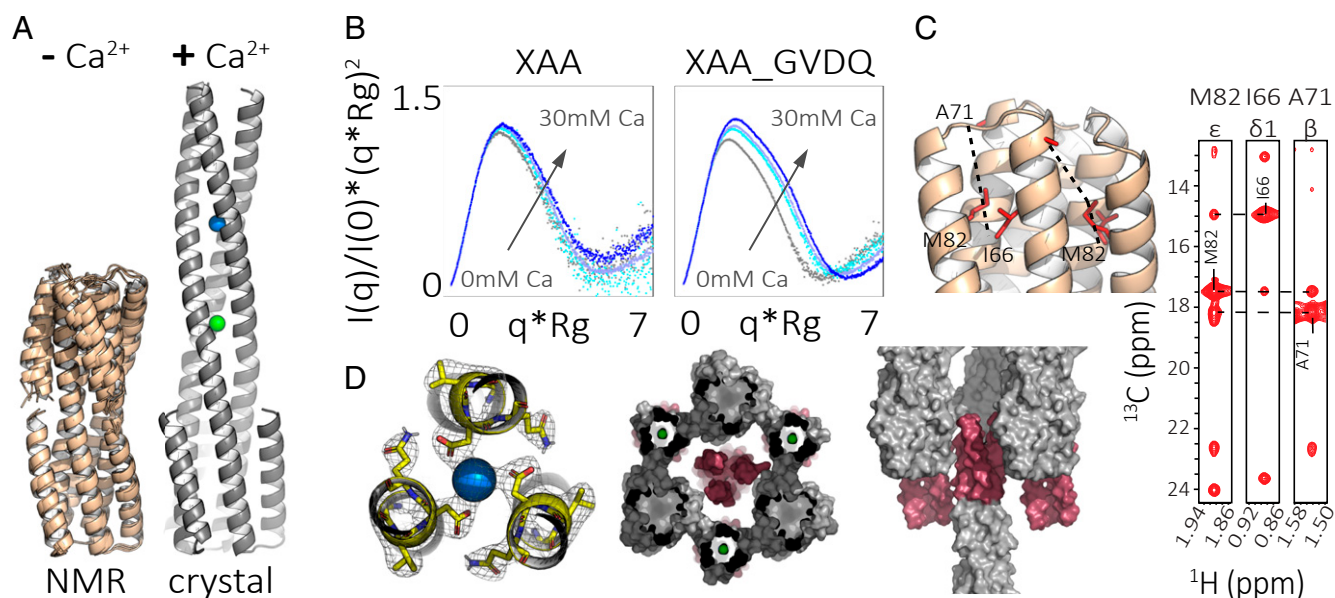 A
- Ca²⁺ + Ca²⁺
NMR crystal
B
XAA XAA_GVDQ
I(q)/I(0)*(q*Rg)²
1.5
0
30mM Ca
0mM Ca
30mM Ca
0mM Ca
0 q*Rg 7
0 q*Rg 7
C
A71
M82
I66
M82
M82 I66 A71
ε δ1 β
I66
M82
A71
¹³C (ppm)
14
16
18
20
22
24
1.94 1.86 0.92 0.86 1.58 1.50
¹H (ppm)
D